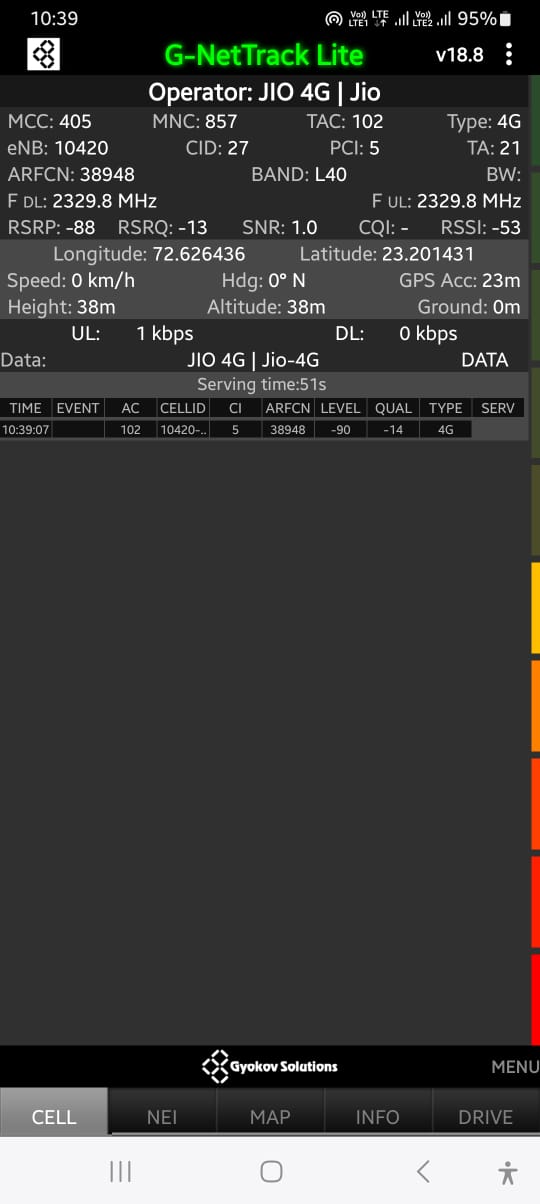 10:39 Vo)) LTE1 LTE Vo)) LTE2 95%
G-NetTrack Lite v18.8
Operator: JIO 4G | Jio
MCC: 405 MNC: 857 TAC: 102 Type: 4G
eNB: 10420 CID: 27 PCI: 5 TA: 21
ARFCN: 38948 BAND: L40 BW:
F DL: 2329.8 MHz F UL: 2329.8 MHz
RSRP: -88 RSRQ: -13 SNR: 1.0 CQI: - RSSI: -53
Longitude: 72.626436 Latitude: 23.201431
Speed: 0 km/h Hdg: 0° N GPS Acc: 23m
Height: 38m Altitude: 38m Ground: 0m
UL: 1 kbps DL: 0 kbps
Data: JIO 4G | Jio-4G DATA
Serving time:51s
TIME EVENT AC CELLID CI ARFCN LEVEL QUAL TYPE SERV
10:39:07 102 10420-.. 5 38948 -90 -14 4G
Gyokov Solutions MENU
CELL NEI MAP INFO DRIVE